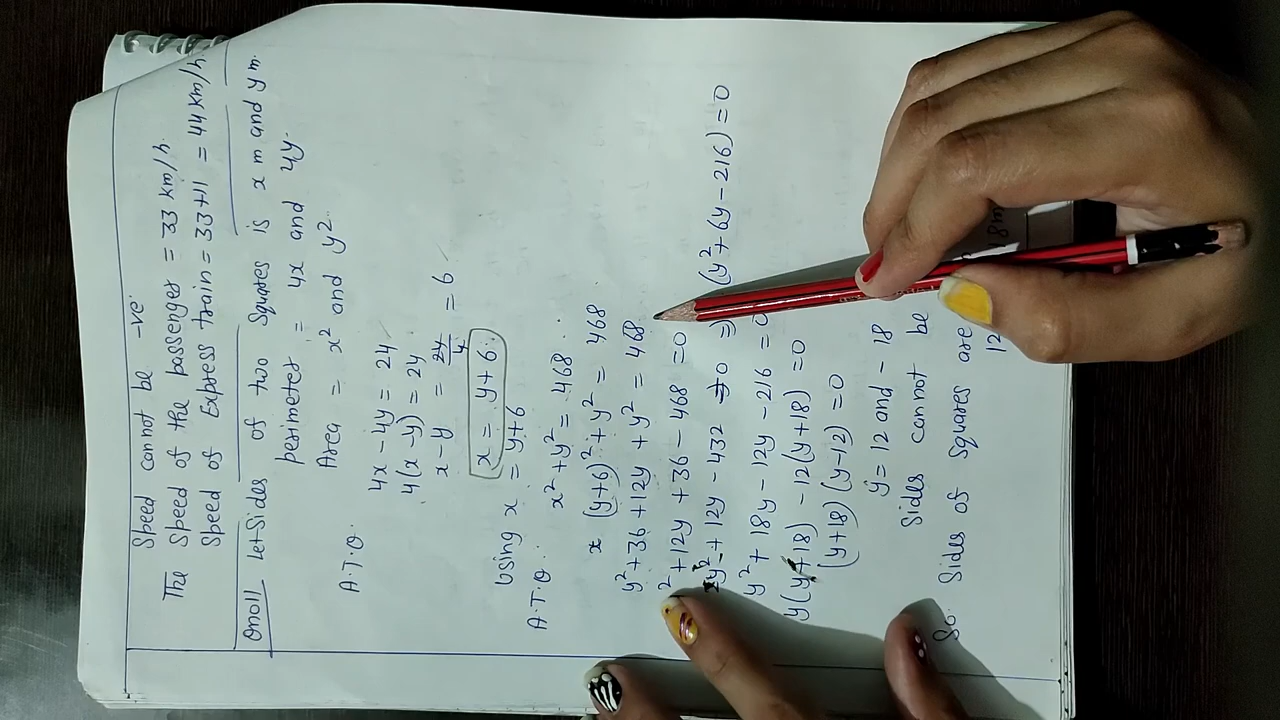 Speed cannot be -ve.
The speed of the passenger = 33 km/h.
Speed of Express train = 33+11 = 44 km/h.
Qno11 Let Sides of two Squares is x m and y m.
perimeter = 4x and 4y.
Area = x² and y².
A.T.Q. 4x - 4y = 24
4(x - y) = 24
x - y = 24/4 = 6
x = y + 6.
Using x = y + 6
A.T.Q. x² + y² = 468.
x (y+6)² + y² = 468
y² + 36 + 12y + y² = 468
² + 12y + 36 - 468 = 0
2y² + 12y - 432 = 0 ⇒ (y² + 6y - 216) = 0
y² + 18y - 12y - 216 = 0
y(y+18) - 12(y+18) = 0
(y+18) (y-12) = 0
y = 12 and - 18
Sides cannot be
So. Sides of squares are
12 18m